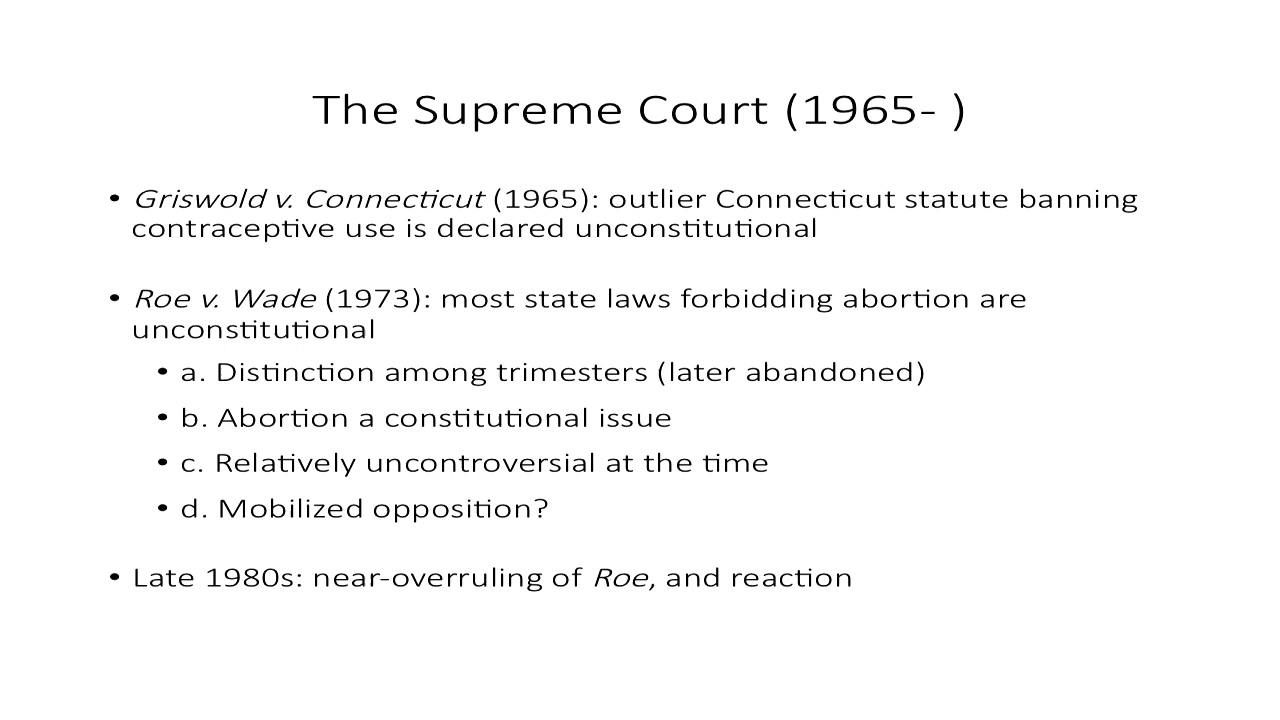 The Supreme Court (1965- )
• Griswold v. Connecticut (1965): outlier Connecticut statute banning
contraceptive use is declared unconstitutional
• Roe v. Wade (1973): most state laws forbidding abortion are
unconstitutional
• a. Distinction among trimesters (later abandoned)
• b. Abortion a constitutional issue
• c. Relatively uncontroversial at the time
• d. Mobilized opposition?
• Late 1980s: near-overruling of Roe, and reaction